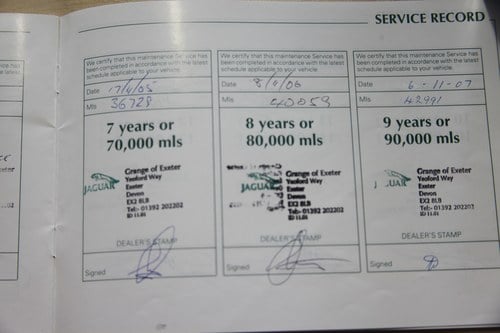 SERVICE RECORD
We certify that this maintenance Service has
been completed in accordance with the latest
schedule applicable to your vehicle.
Date 7/4/05
Mls 36728
7 years or
70,000 mls
JAGUAR
Grange of Exeter
Yeoford Way
Exeter
Devon
EX2 8LB
Tel:- 01392 202202
DEALER'S STAMP
Signed
We certify that this maintenance Service has
been completed in accordance with the latest
schedule applicable to your vehicle.
Date 8/4/06
Mls 40059
8 years or
80,000 mls
JAGUAR
Grange of Exeter
Yeoford Way
Exeter
Devon
EX2 8LB
Tel:- 01392 202202
DEALER'S STAMP
Signed
We certify that this maintenance Service has
been completed in accordance with the latest
schedule applicable to your vehicle.
Date 6-11-07
Mls 42991
9 years or
90,000 mls
JAGUAR
Grange of Exeter
Yeoford Way
Exeter
Devon
EX2 8LB
Tel:- 01392 202202
DEALER'S STAMP
Signed